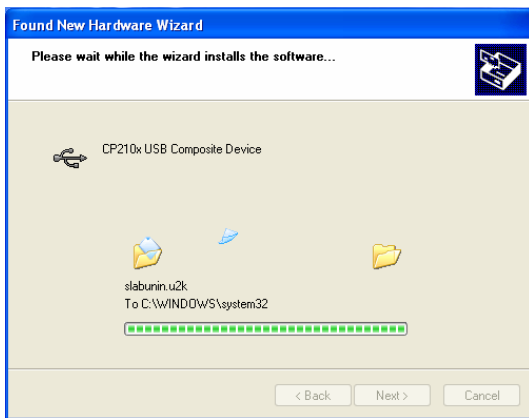 Found New Hardware Wizard
Please wait while the wizard installs the software...
CP210x USB Composite Device
slabunin.u2k
To C:\WINDOWS\system32
< Back
Next >
Cancel